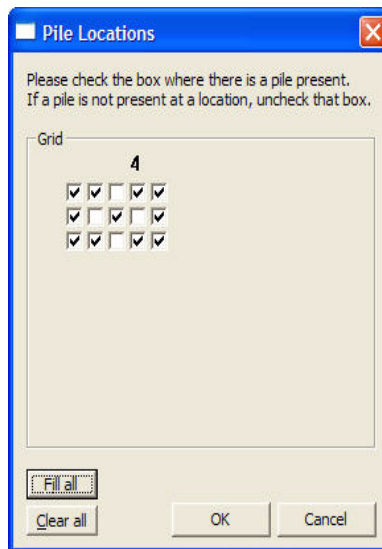 Pile Locations
Please check the box where there is a pile present.
If a pile is not present at a location, uncheck that box.
Grid
4
Fill all
Clear all
OK
Cancel